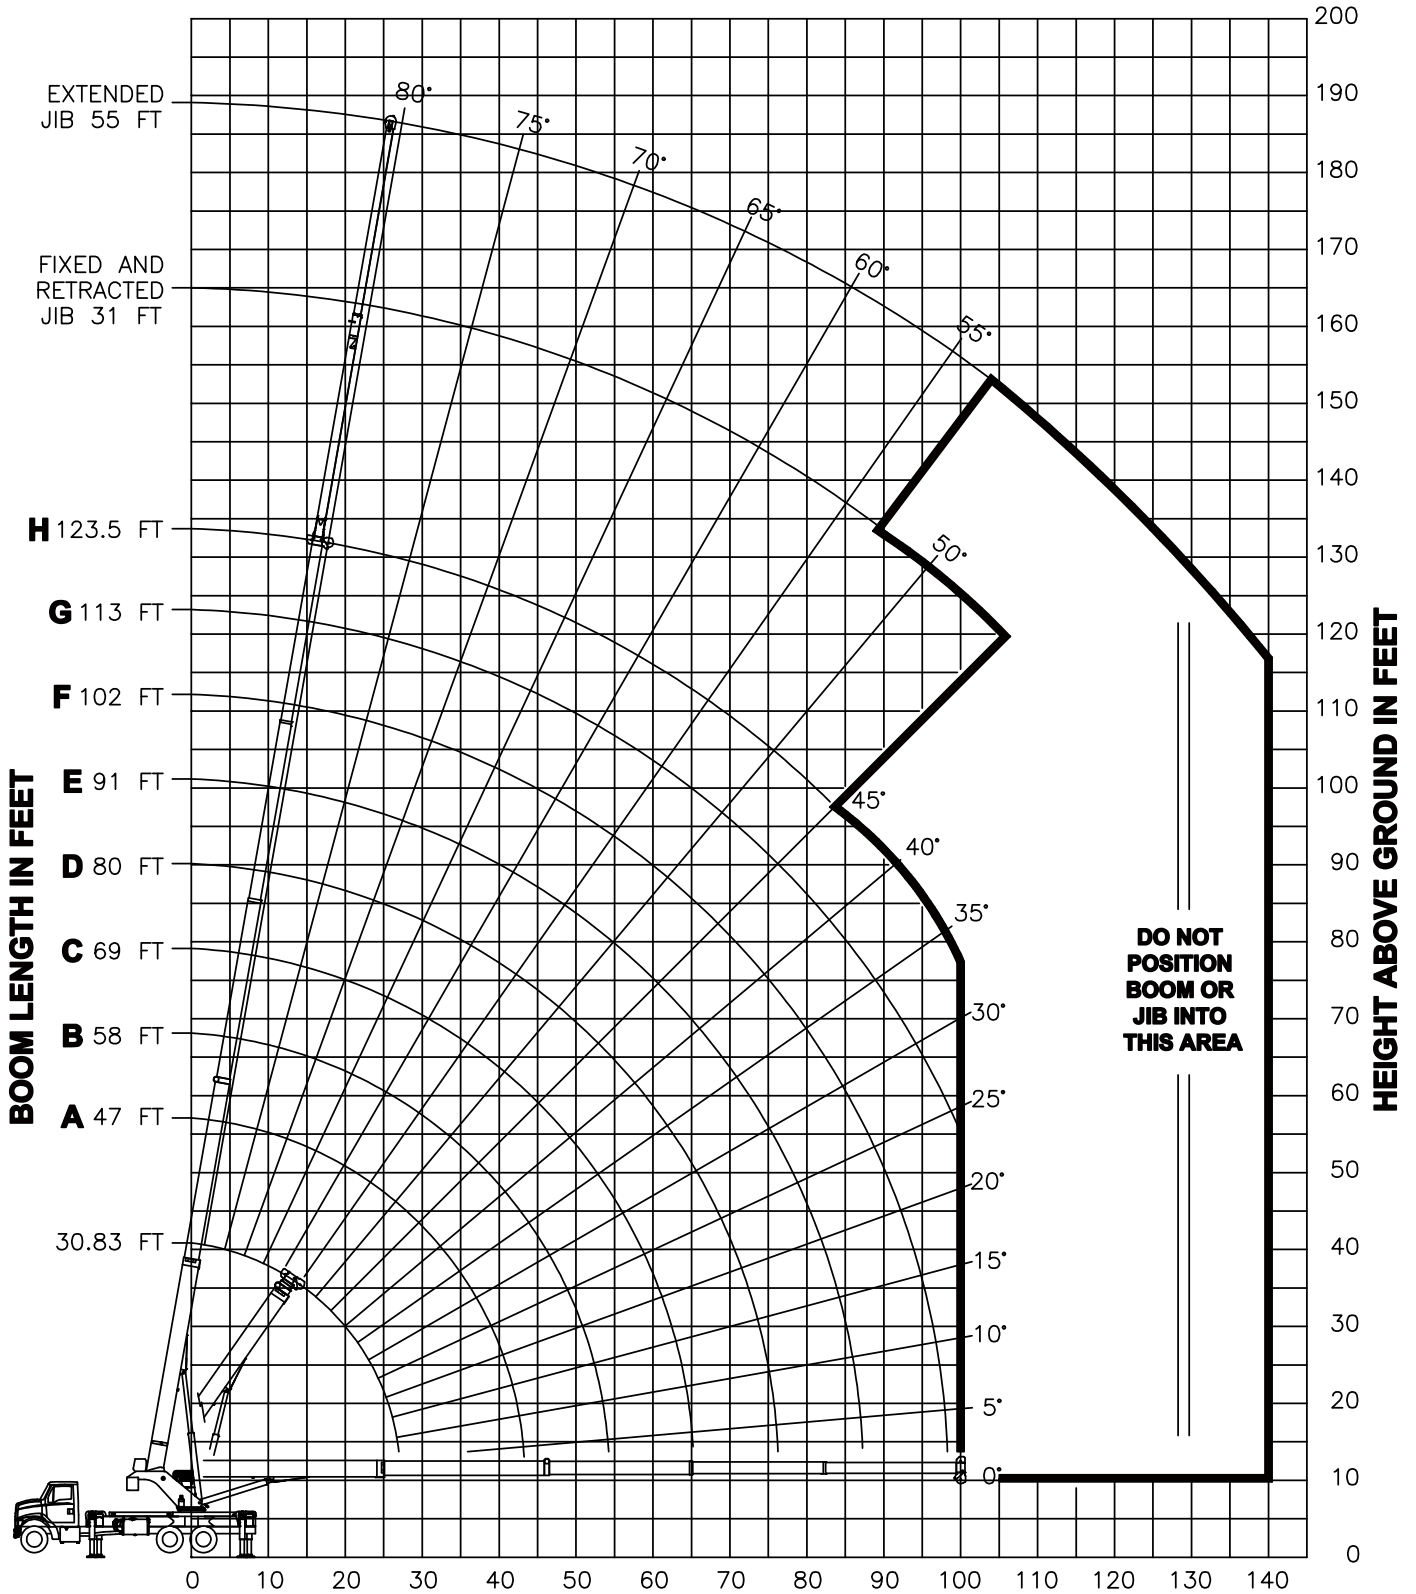 200
EXTENDED
JIB 55 FT
190
80°
75°
70°
180
65°
170
FIXED AND
RETRACTED
JIB 31 FT
60°
160
55°
150
140
H 123.5 FT
130
50°
G 113 FT
120
F 102 FT
110
E 91 FT
100
45°
D 80 FT
90
40°
35°
C 69 FT
80
DO NOT
POSITION
BOOM OR
JIB INTO
THIS AREA
B 58 FT
70
30°
A 47 FT
60
25°
50
20°
30.83 FT
40
15°
30
10°
20
5°
10
0°
0
BOOM LENGTH IN FEET
HEIGHT ABOVE GROUND IN FEET
0 10 20 30 40 50 60 70 80 90 100 110 120 130 140